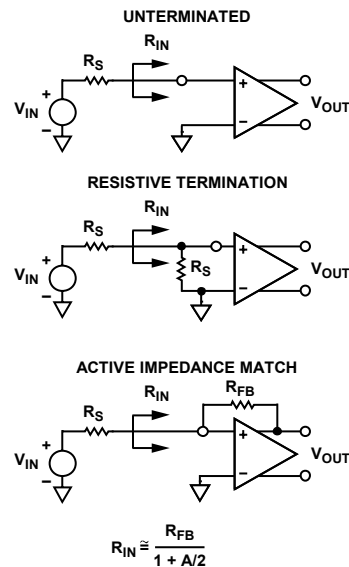 UNTERMINATED
R_IN
R_S
V_IN
+
−
+
−
V_OUT
RESISTIVE TERMINATION
R_IN
R_S
V_IN
+
−
R_S
+
−
V_OUT
ACTIVE IMPEDANCE MATCH
R_IN
R_FB
R_S
V_IN
+
−
+
−
V_OUT
R_IN ≅ R_FB
1 + A/2